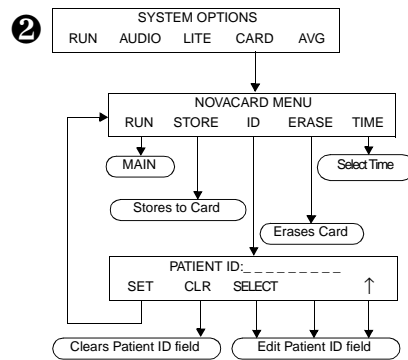 ❷
SYSTEM OPTIONS
RUN AUDIO LITE CARD AVG
NOVACARD MENU
RUN STORE ID ERASE TIME
MAIN
Select Time
Stores to Card
Erases Card
PATIENT ID:_ _ _ _ _ _ _ _ _
SET CLR SELECT ↑
Clears Patient ID field
Edit Patient ID field